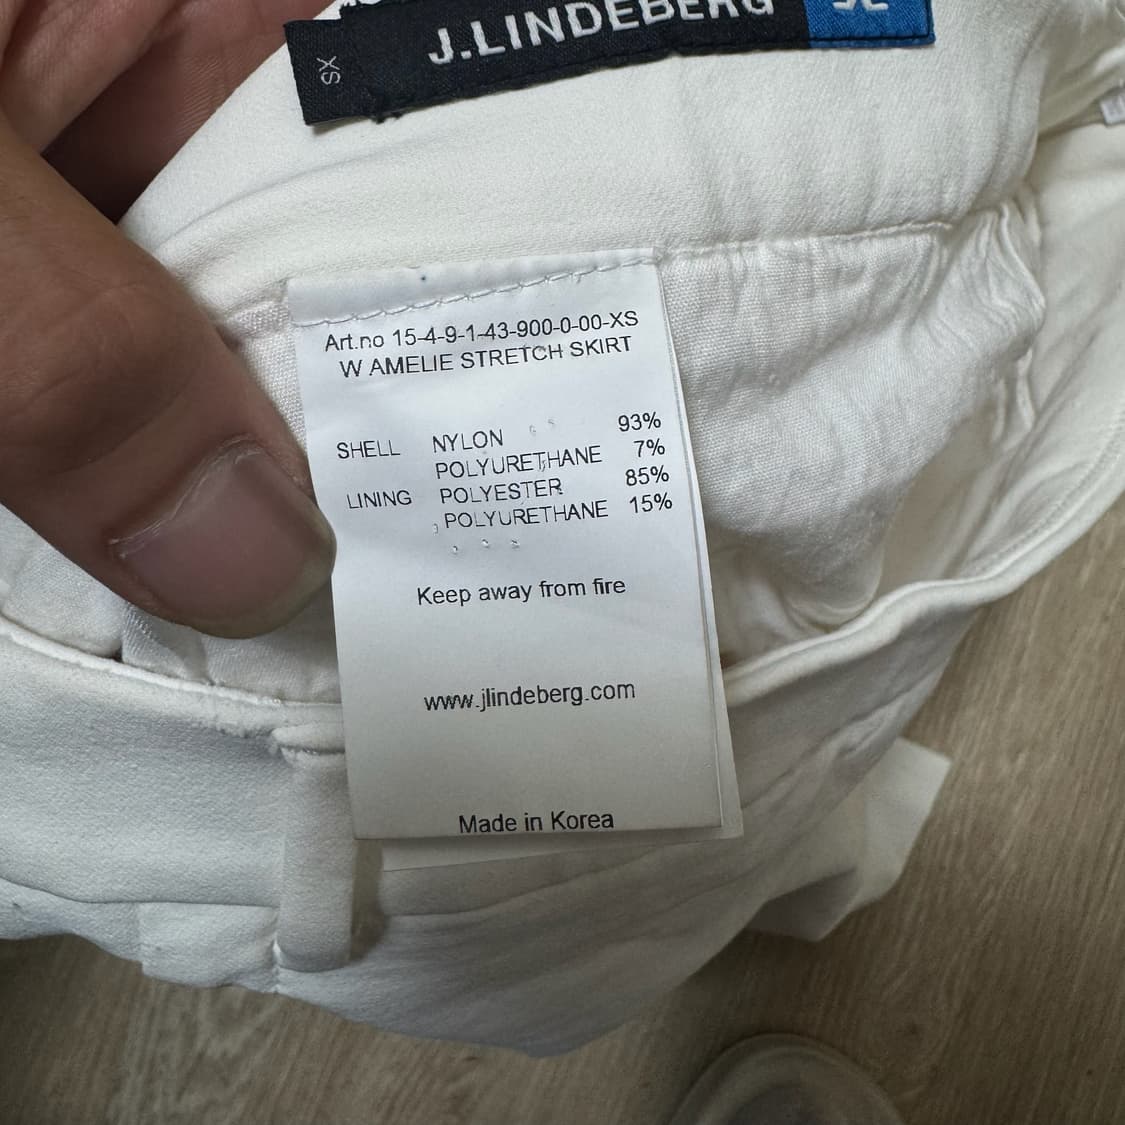 J.LINDEBERG
XS
Art.no 15-4-9-1-43-900-0-00-XS
W AMELIE STRETCH SKIRT
SHELL NYLON 93%
POLYURETHANE 7%
LINING POLYESTER 85%
POLYURETHANE 15%
Keep away from fire
www.jlindeberg.com
Made in Korea